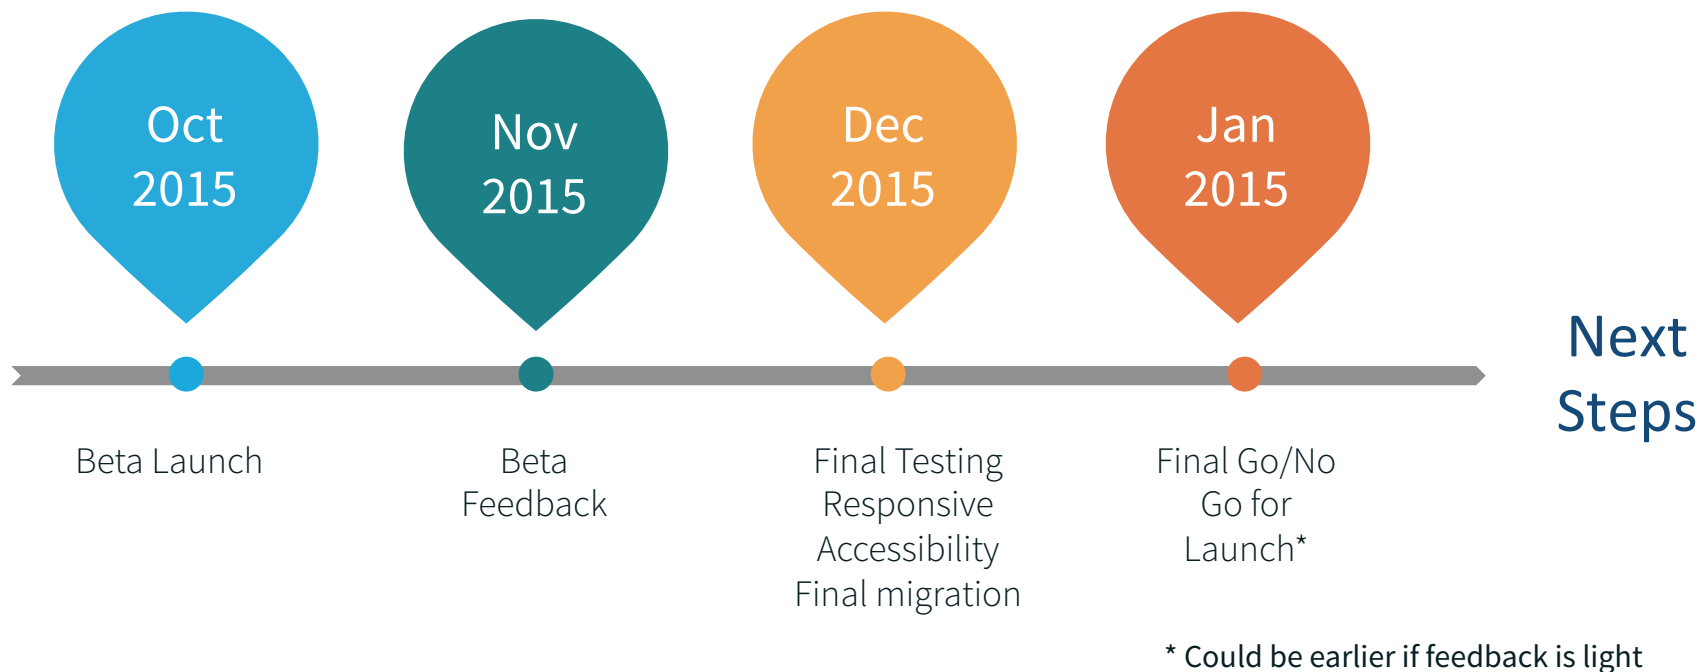 Oct
2015
Nov
2015
Dec
2015
Jan
2015
Next
Steps
Beta Launch
Beta
Feedback
Final Testing
Responsive
Accessibility
Final migration
Final Go/No
Go for
Launch*
* Could be earlier if feedback is light